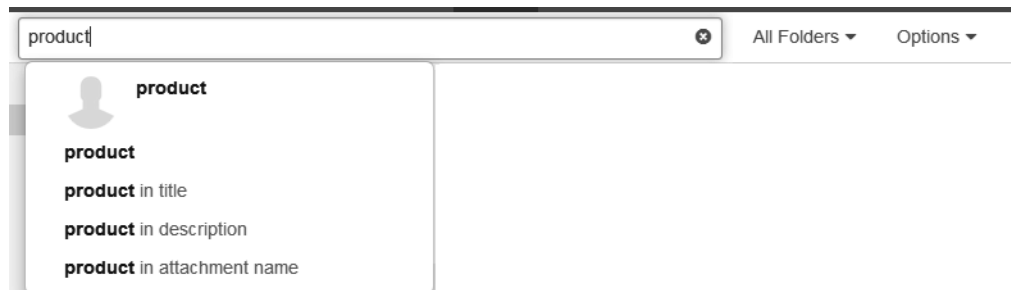 product All Folders Options
product
product
product in title
product in description
product in attachment name